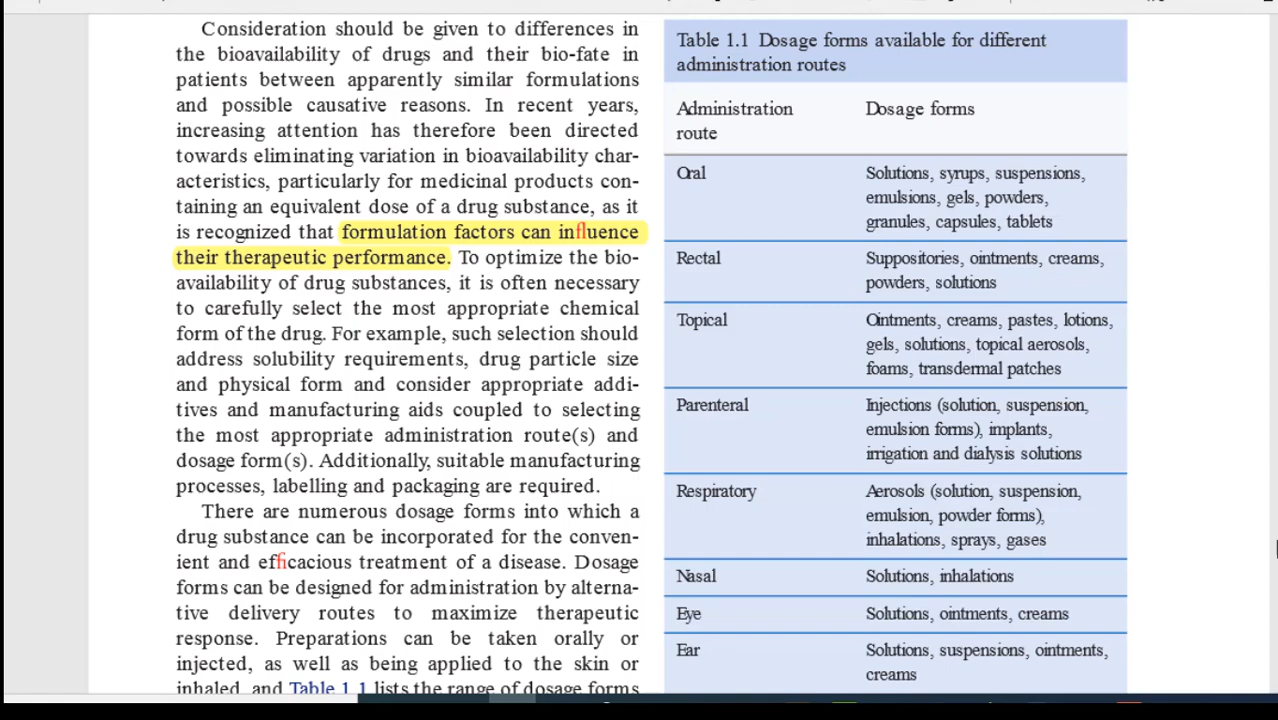 Consideration should be given to differences in
the bioavailability of drugs and their bio-fate in
patients between apparently similar formulations
and possible causative reasons. In recent years,
increasing attention has therefore been directed
towards eliminating variation in bioavailability char-
acteristics, particularly for medicinal products con-
taining an equivalent dose of a drug substance, as it
is recognized that formulation factors can influence
their therapeutic performance. To optimize the bio-
availability of drug substances, it is often necessary
to carefully select the most appropriate chemical
form of the drug. For example, such selection should
address solubility requirements, drug particle size
and physical form and consider appropriate addi-
tives and manufacturing aids coupled to selecting
the most appropriate administration route(s) and
dosage form(s). Additionally, suitable manufacturing
processes, labelling and packaging are required.
There are numerous dosage forms into which a
drug substance can be incorporated for the conven-
ient and efficacious treatment of a disease. Dosage
forms can be designed for administration by alterna-
tive delivery routes to maximize therapeutic
response. Preparations can be taken orally or
injected, as well as being applied to the skin or
inhaled, and Table 1.1 lists the range of dosage forms
Table 1.1 Dosage forms available for different
administration routes
Administration
route
Dosage forms
Oral
Solutions, syrups, suspensions,
emulsions, gels, powders,
granules, capsules, tablets
Rectal
Suppositories, ointments, creams,
powders, solutions
Topical
Ointments, creams, pastes, lotions,
gels, solutions, topical aerosols,
foams, transdermal patches
Parenteral
Injections (solution, suspension,
emulsion forms), implants,
irrigation and dialysis solutions
Respiratory
Aerosols (solution, suspension,
emulsion, powder forms),
inhalations, sprays, gases
Nasal
Solutions, inhalations
Eye
Solutions, ointments, creams
Ear
Solutions, suspensions, ointments,
creams